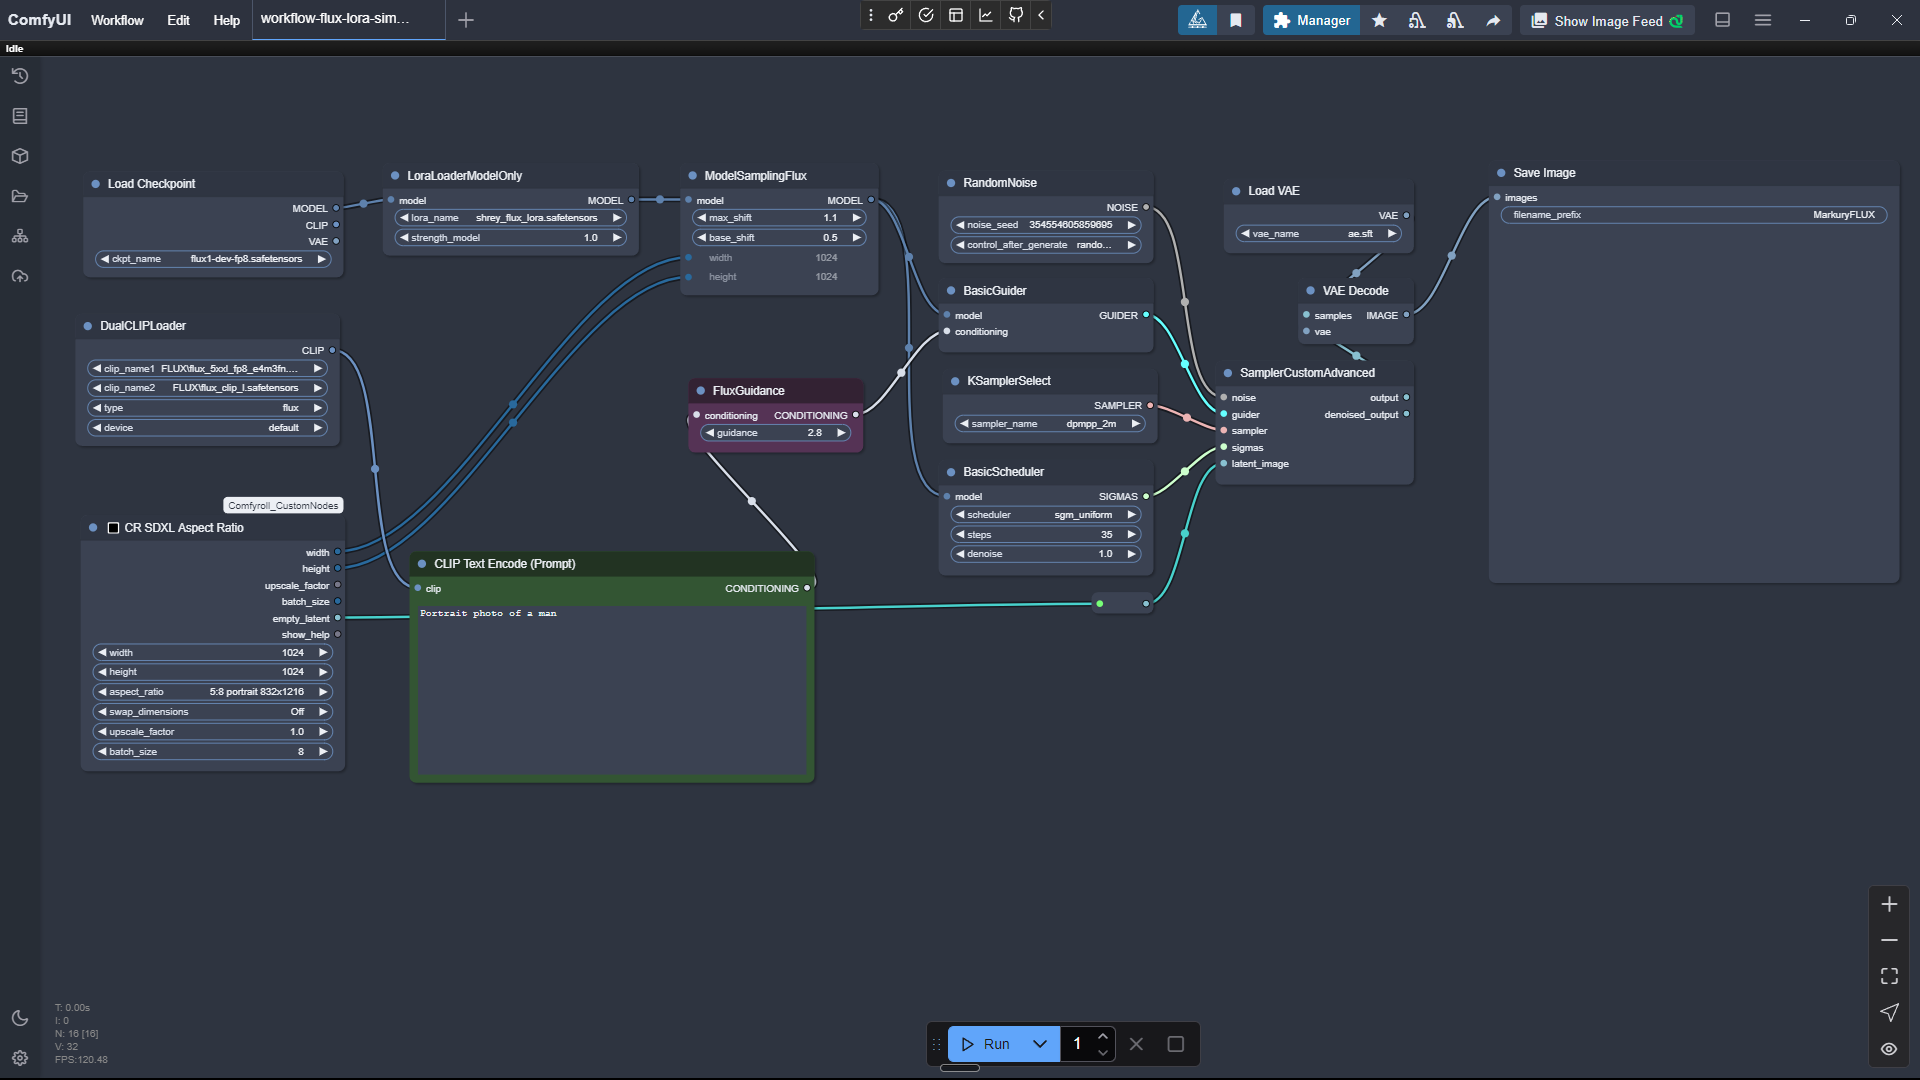 ComfyUI
Workflow
Edit
Help
workflow-flux-lora-sim...
Manager
Show Image Feed
Idle
Load Checkpoint
MODEL
CLIP
VAE
ckpt_name flux1-dev-fp8.safetensors
LoraLoaderModelOnly
model MODEL
lora_name shrey_flux_lora.safetensors
strength_model 1.0
ModelSamplingFlux
model MODEL
max_shift 1.1
base_shift 0.5
width 1024
height 1024
RandomNoise
NOISE
noise_seed 354554605859695
control_after_generate rando...
Load VAE
VAE
vae_name ae.sft
Save Image
images
filename_prefix MarkuryFLUX
BasicGuider
model GUIDER
conditioning
VAE Decode
samples IMAGE
vae
DualCLIPLoader
CLIP
clip_name1 FLUX\flux_5xxl_fp8_e4m3fn....
clip_name2 FLUX\flux_clip_l.safetensors
type flux
device default
FluxGuidance
conditioning CONDITIONING
guidance 2.8
KSamplerSelect
SAMPLER
sampler_name dpmpp_2m
SamplerCustomAdvanced
noise output
guider denoised_output
sampler
sigmas
latent_image
BasicScheduler
model SIGMAS
scheduler sgm_uniform
steps 35
denoise 1.0
Comfyroll_CustomNodes
CR SDXL Aspect Ratio
width
height
upscale_factor
batch_size
empty_latent
show_help
width 1024
height 1024
aspect_ratio 5:8 portrait 832x1216
swap_dimensions Off
upscale_factor 1.0
batch_size 8
CLIP Text Encode (Prompt)
clip CONDITIONING
Portrait photo of a man
T: 0.00s
I: 0
N: 16 [16]
V: 32
FPS:120.48
Run
1